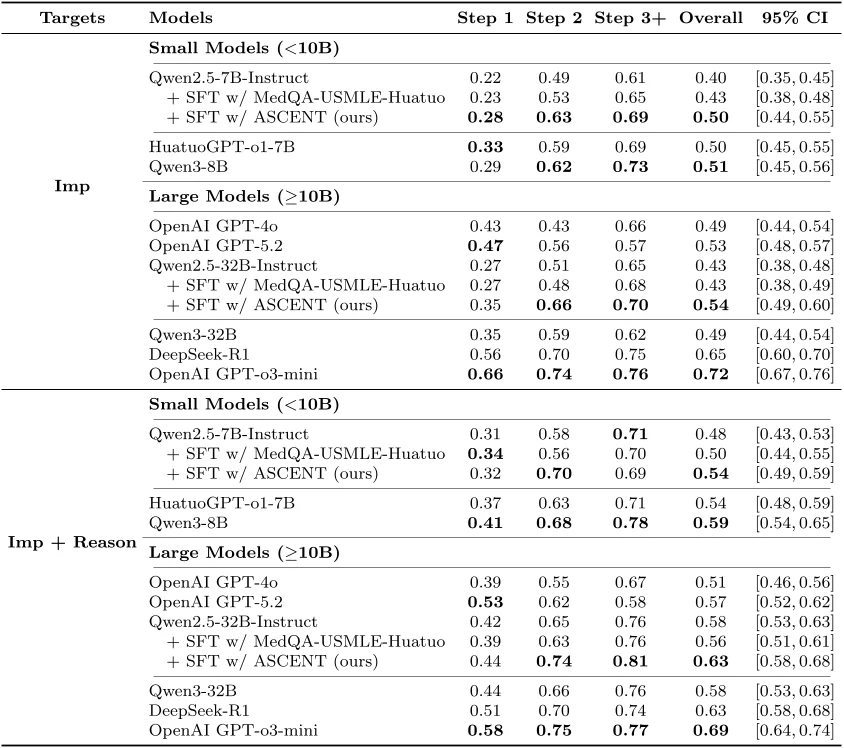 Targets Models Step 1 Step 2 Step 3+ Overall 95% CI
Small Models (<10B)
Qwen2.5-7B-Instruct 0.22 0.49 0.61 0.40 [0.35, 0.45]
+ SFT w/ MedQA-USMLE-Huatuo 0.23 0.53 0.65 0.43 [0.38, 0.48]
+ SFT w/ ASCENT (ours) 0.28 0.63 0.69 0.50 [0.44, 0.55]
HuatuoGPT-o1-7B 0.33 0.59 0.69 0.50 [0.45, 0.55]
Qwen3-8B 0.29 0.62 0.73 0.51 [0.45, 0.56]
Imp
Large Models (≥10B)
OpenAI GPT-4o 0.43 0.43 0.66 0.49 [0.44, 0.54]
OpenAI GPT-5.2 0.47 0.56 0.57 0.53 [0.48, 0.57]
Qwen2.5-32B-Instruct 0.27 0.51 0.65 0.43 [0.38, 0.48]
+ SFT w/ MedQA-USMLE-Huatuo 0.27 0.48 0.68 0.43 [0.38, 0.49]
+ SFT w/ ASCENT (ours) 0.35 0.66 0.70 0.54 [0.49, 0.60]
Qwen3-32B 0.35 0.59 0.62 0.49 [0.44, 0.54]
DeepSeek-R1 0.56 0.70 0.75 0.65 [0.60, 0.70]
OpenAI GPT-o3-mini 0.66 0.74 0.76 0.72 [0.67, 0.76]
Small Models (<10B)
Qwen2.5-7B-Instruct 0.31 0.58 0.71 0.48 [0.43, 0.53]
+ SFT w/ MedQA-USMLE-Huatuo 0.34 0.56 0.70 0.50 [0.44, 0.55]
+ SFT w/ ASCENT (ours) 0.32 0.70 0.69 0.54 [0.49, 0.59]
HuatuoGPT-o1-7B 0.37 0.63 0.71 0.54 [0.48, 0.59]
Qwen3-8B 0.41 0.68 0.78 0.59 [0.54, 0.65]
Imp + Reason
Large Models (≥10B)
OpenAI GPT-4o 0.39 0.55 0.67 0.51 [0.46, 0.56]
OpenAI GPT-5.2 0.53 0.62 0.58 0.57 [0.52, 0.62]
Qwen2.5-32B-Instruct 0.42 0.65 0.76 0.58 [0.53, 0.63]
+ SFT w/ MedQA-USMLE-Huatuo 0.39 0.63 0.76 0.56 [0.51, 0.61]
+ SFT w/ ASCENT (ours) 0.44 0.74 0.81 0.63 [0.58, 0.68]
Qwen3-32B 0.44 0.66 0.76 0.58 [0.53, 0.63]
DeepSeek-R1 0.51 0.70 0.74 0.63 [0.58, 0.68]
OpenAI GPT-o3-mini 0.58 0.75 0.77 0.69 [0.64, 0.74]